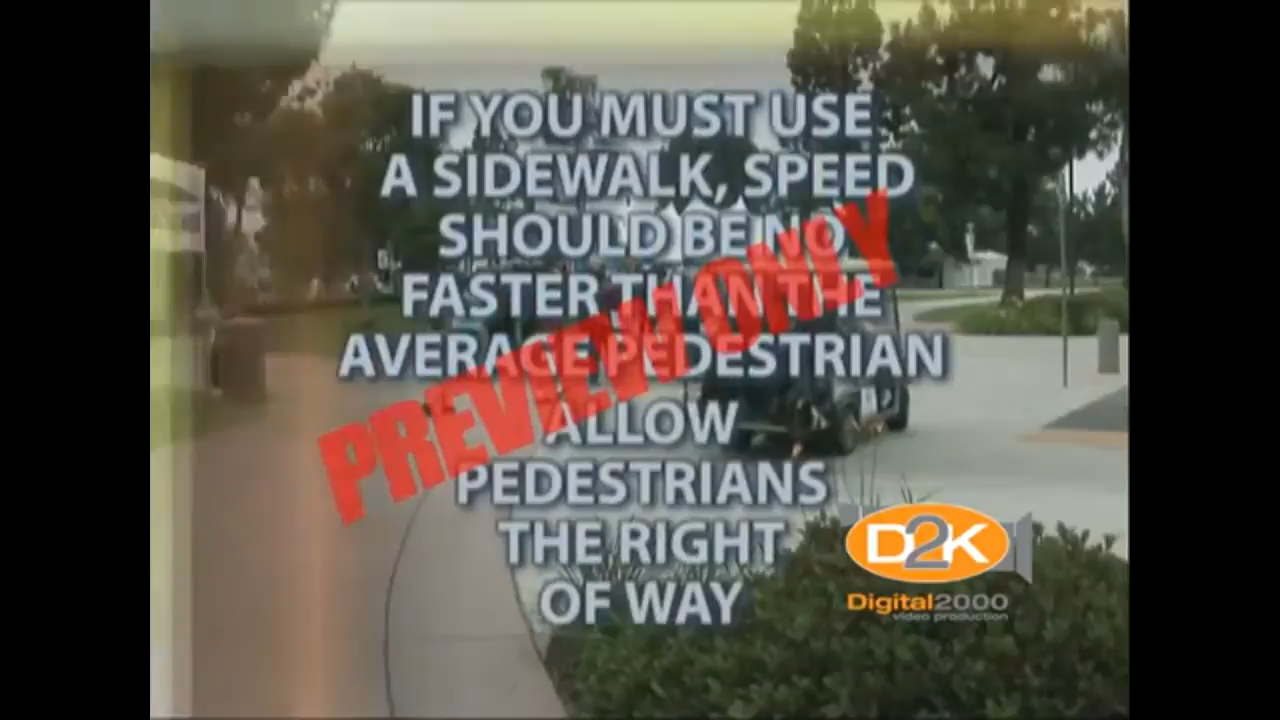 IF YOU MUST USE
A SIDEWALK, SPEED
SHOULD BE NO
FASTER THAN THE
AVERAGE PEDESTRIAN
ALLOW
PEDESTRIANS
THE RIGHT
OF WAY
PREVIEW ONLY
D2K
Digital2000
video production